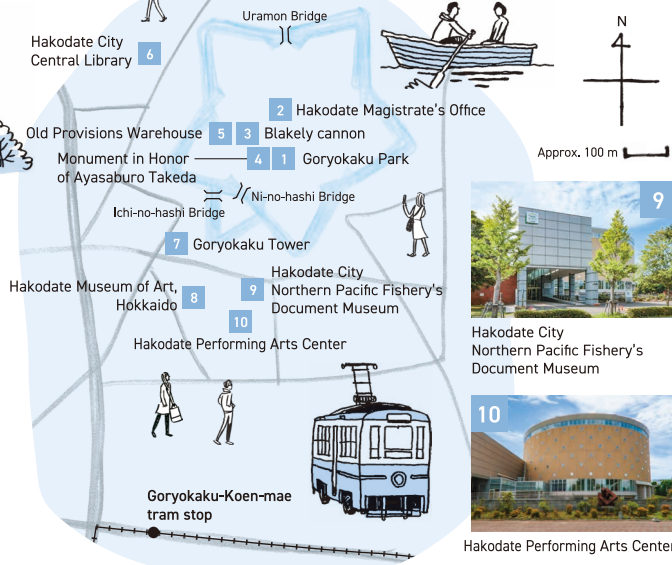 Uramon Bridge
Hakodate City
Central Library
6
N
2
Hakodate Magistrate's Office
Old Provisions Warehouse
5
3
Blakely cannon
Monument in Honor
of Ayasaburo Takeda
4
1
Goryokaku Park
Approx. 100 m
Ni-no-hashi Bridge
Ichi-no-hashi Bridge
7
Goryokaku Tower
Hakodate Museum of Art,
Hokkaido
8
9
Hakodate City
Northern Pacific Fishery's
Document Museum
10
Hakodate Performing Arts Center
9
Hakodate City
Northern Pacific Fishery's
Document Museum
10
Hakodate Performing Arts Center
Goryokaku-Koen-mae
tram stop